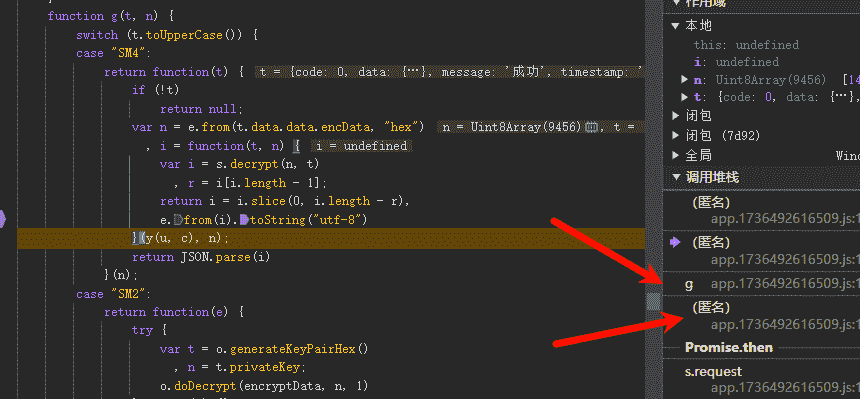 function g(t, n) {
switch (t.toUpperCase()) {
case "SM4":
return function(t) { t = {code: 0, data: {…}, message: '成功', timestamp: '
if (!t)
return null;
var n = e.from(t.data.data.encData, "hex") n = Uint8Array(9456), t =
, i = function(t, n) { i = undefined
var i = s.decrypt(n, t)
, r = i[i.length - 1];
return i = i.slice(0, i.length - r),
e.from(i).toString("utf-8")
}(y(u, c), n);
return JSON.parse(i)
}(n);
case "SM2":
return function(e) {
try {
var t = o.generateKeyPairHex()
, n = t.privateKey;
o.doDecrypt(encryptData, n, 1)
作用域
本地
this: undefined
i: undefined
n: Uint8Array(9456) [14
t: {code: 0, data: {…},
闭包
闭包 (7d92)
全局 Wind
调用堆栈
(匿名)
app.1736492616509.js:1
(匿名)
app.1736492616509.js:1
g app.1736492616509.js:1
(匿名)
app.1736492616509.js:1
Promise.then
s.request
app.1736492616509.js:1